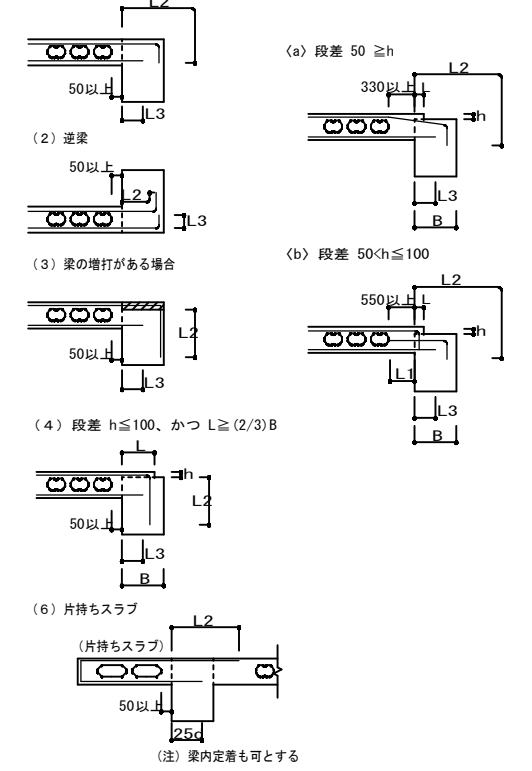 L2
50以上
L3
(2) 逆梁
50以上
L2
L3
(3) 梁の増打がある場合
L2
50以上
L3
(4) 段差 h≦100、かつ L≧(2/3)B
L
h
L2
50以上
L3
B
(6) 片持ちスラブ
L2
(片持ちスラブ)
50以上
25d
(注) 梁内定着も可とする
〈a〉段差 50 ≧h
L2
330以上 L
h
L3
B
〈b〉段差 50<h≦100
L2
550以上 L
h
L1
L3
B